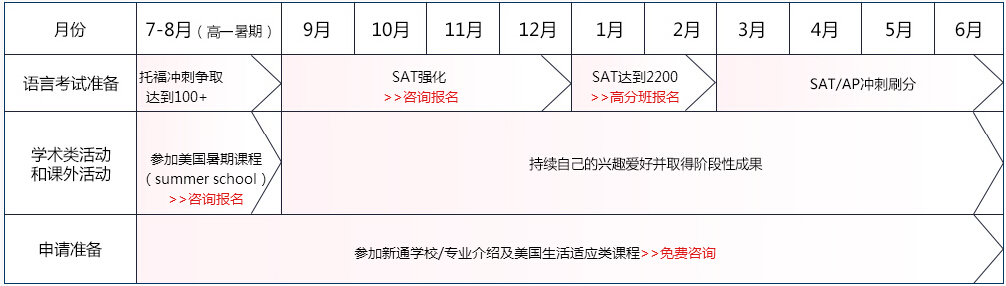 月份
7-8月（高一暑期）
9月
10月
11月
12月
1月
2月
3月
4月
5月
6月
语言考试准备
托福冲刺争取
达到100+
SAT强化
>>咨询报名
SAT达到2200
>>高分班报名
SAT/AP冲刺刷分
学术类活动
和课外活动
参加美国暑期课程
（summer school）
>>咨询报名
持续自己的兴趣爱好并取得阶段性成果
申请准备
参加新通学校/专业介绍及美国生活适应类课程>>免费咨询